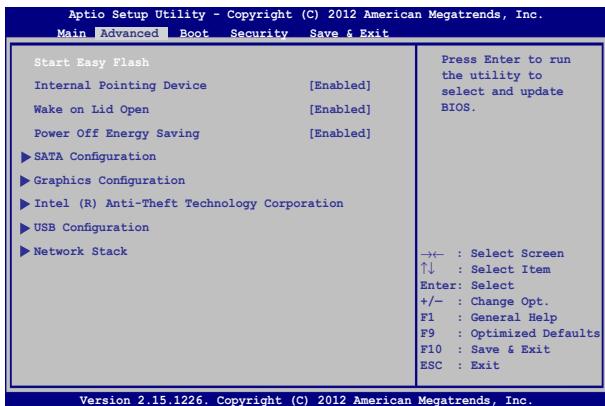 Aptio Setup Utility - Copyright (C) 2012 American Megatrends, Inc.
Main Advanced Boot Security Save & Exit
Start Easy Flash
Internal Pointing Device [Enabled]
Wake on Lid Open [Enabled]
Power Off Energy Saving [Enabled]
▶ SATA Configuration
▶ Graphics Configuration
▶ Intel (R) Anti-Theft Technology Corporation
▶ USB Configuration
▶ Network Stack
Press Enter to run
the utility to
select and update
BIOS.
→← : Select Screen
↑↓ : Select Item
Enter: Select
+/— : Change Opt.
F1 : General Help
F9 : Optimized Defaults
F10 : Save & Exit
ESC : Exit
Version 2.15.1226. Copyright (C) 2012 American Megatrends, Inc.